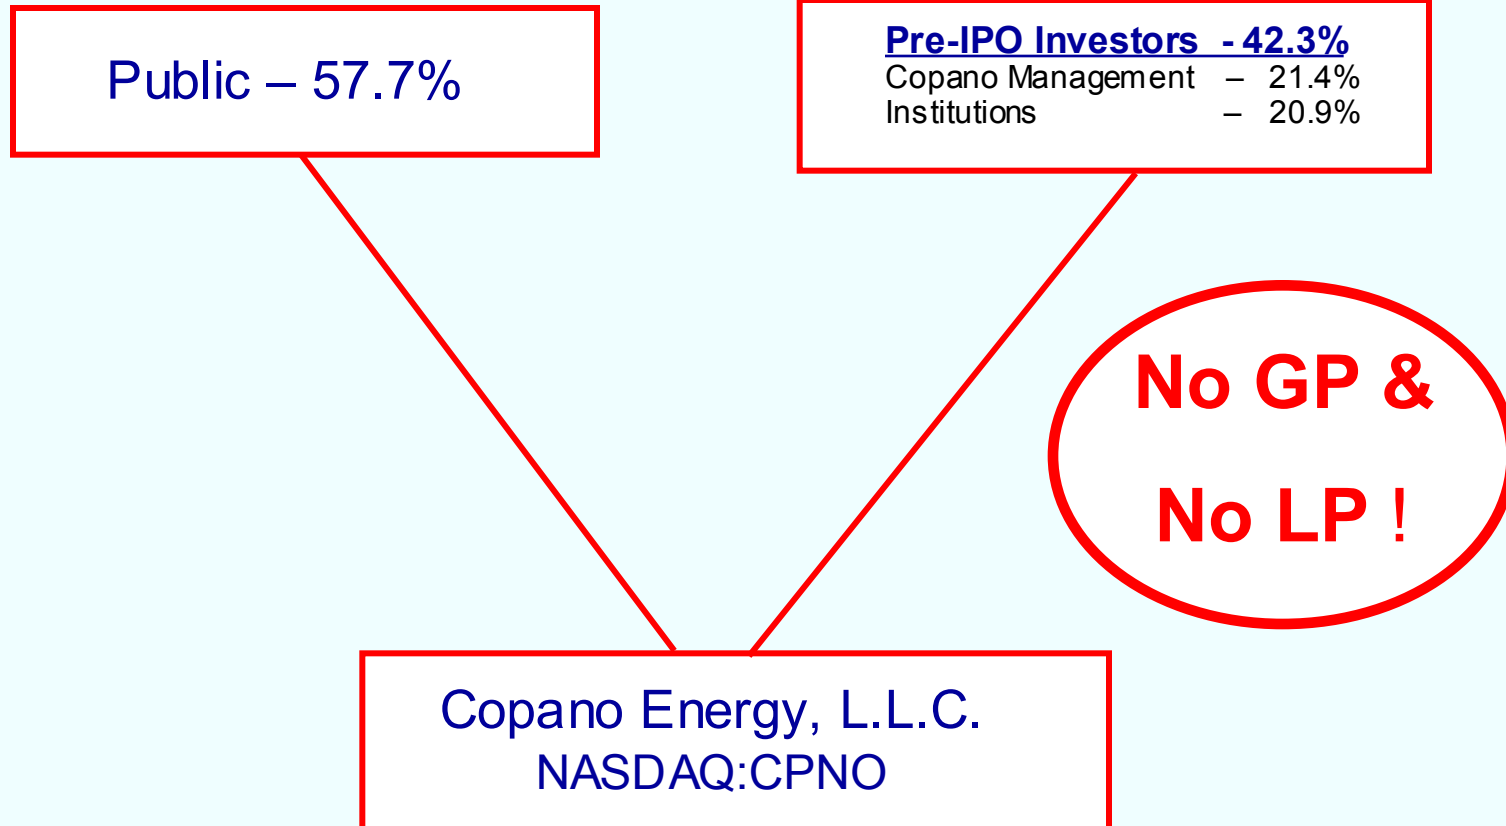 Public – 57.7%
Pre-IPO Investors - 42.3%
Copano Management – 21.4%
Institutions – 20.9%
No GP &
No LP !
Copano Energy, L.L.C.
NASDAQ:CPNO